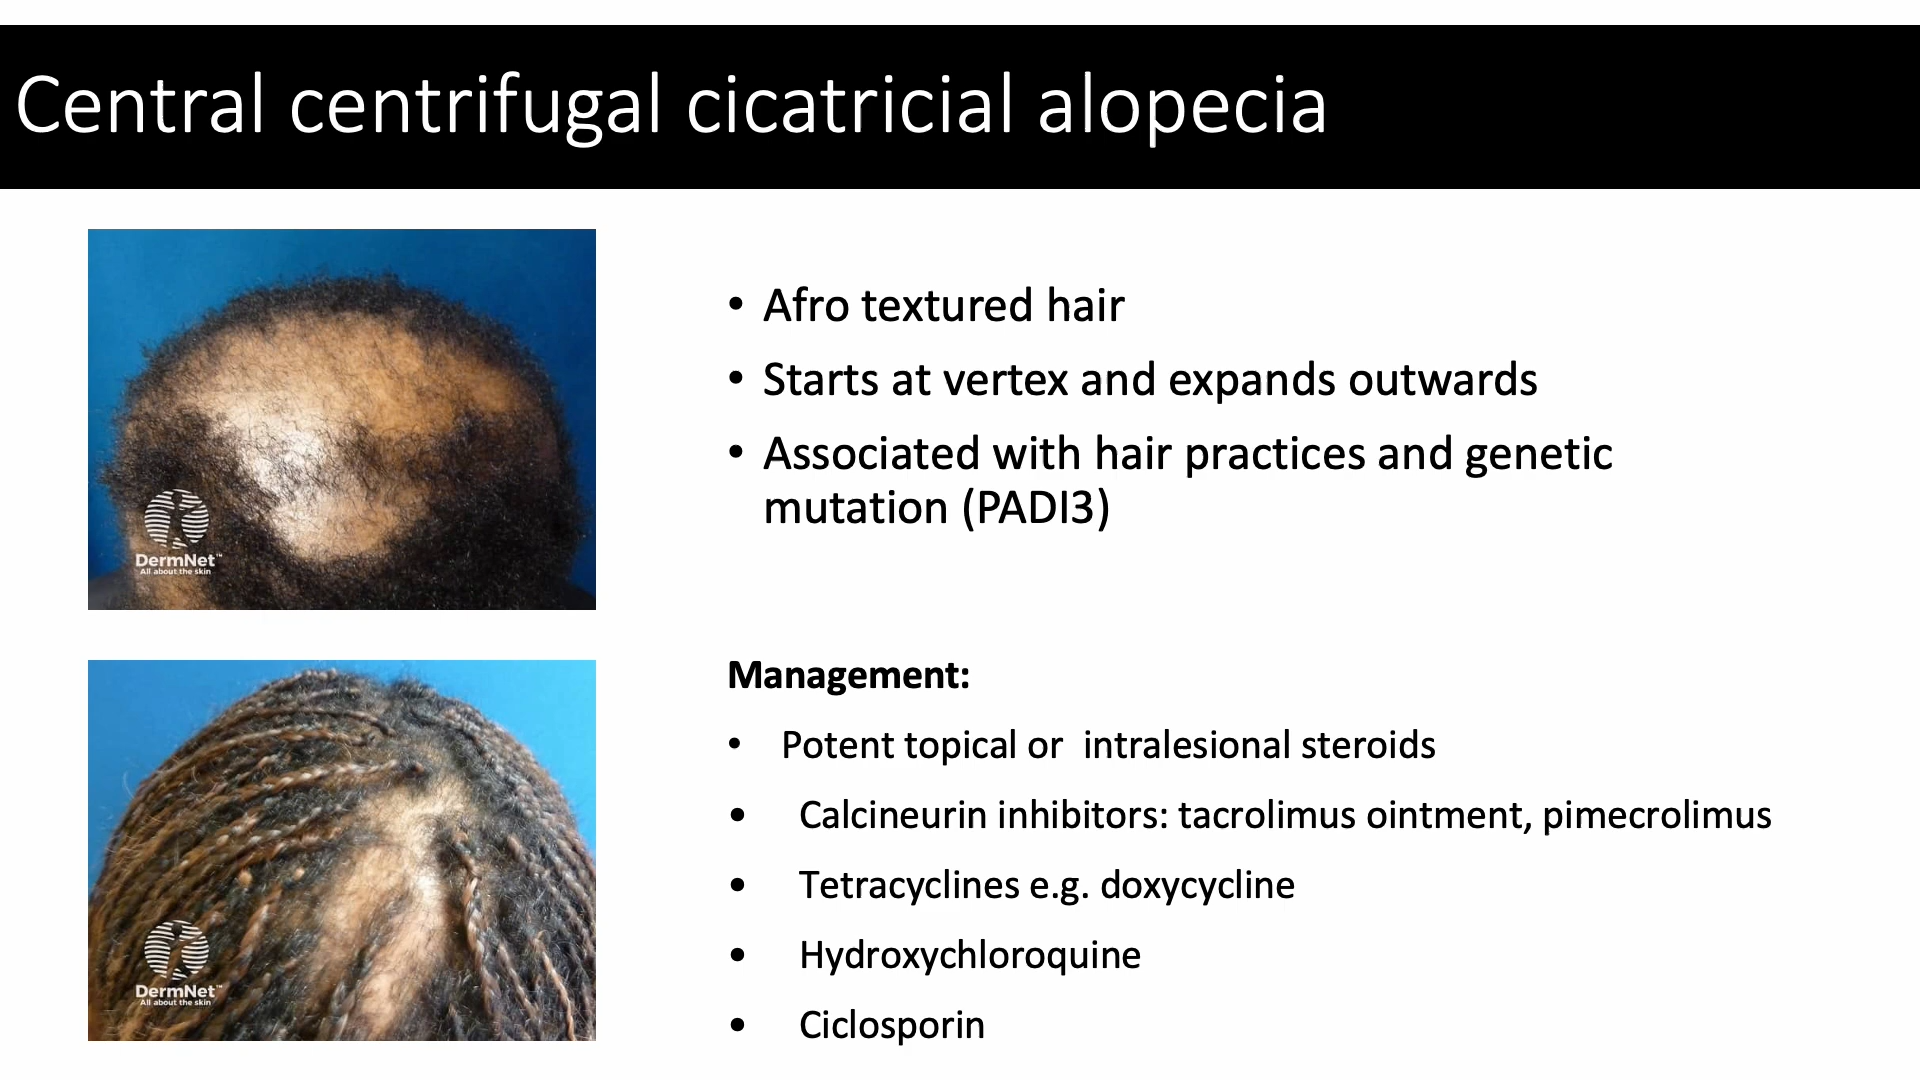 Central centrifugal cicatricial alopecia
• Afro textured hair
• Starts at vertex and expands outwards
• Associated with hair practices and genetic
mutation (PADI3)
DermNet™
All about the skin
Management:
• Potent topical or  intralesional steroids
• Calcineurin inhibitors: tacrolimus ointment, pimecrolimus
• Tetracyclines e.g. doxycycline
• Hydroxychloroquine
• Ciclosporin
DermNet™
All about the skin